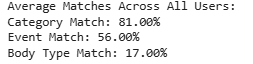 Average Matches Across All Users:
Category Match: 81.00%
Event Match: 56.00%
Body Type Match: 17.00%